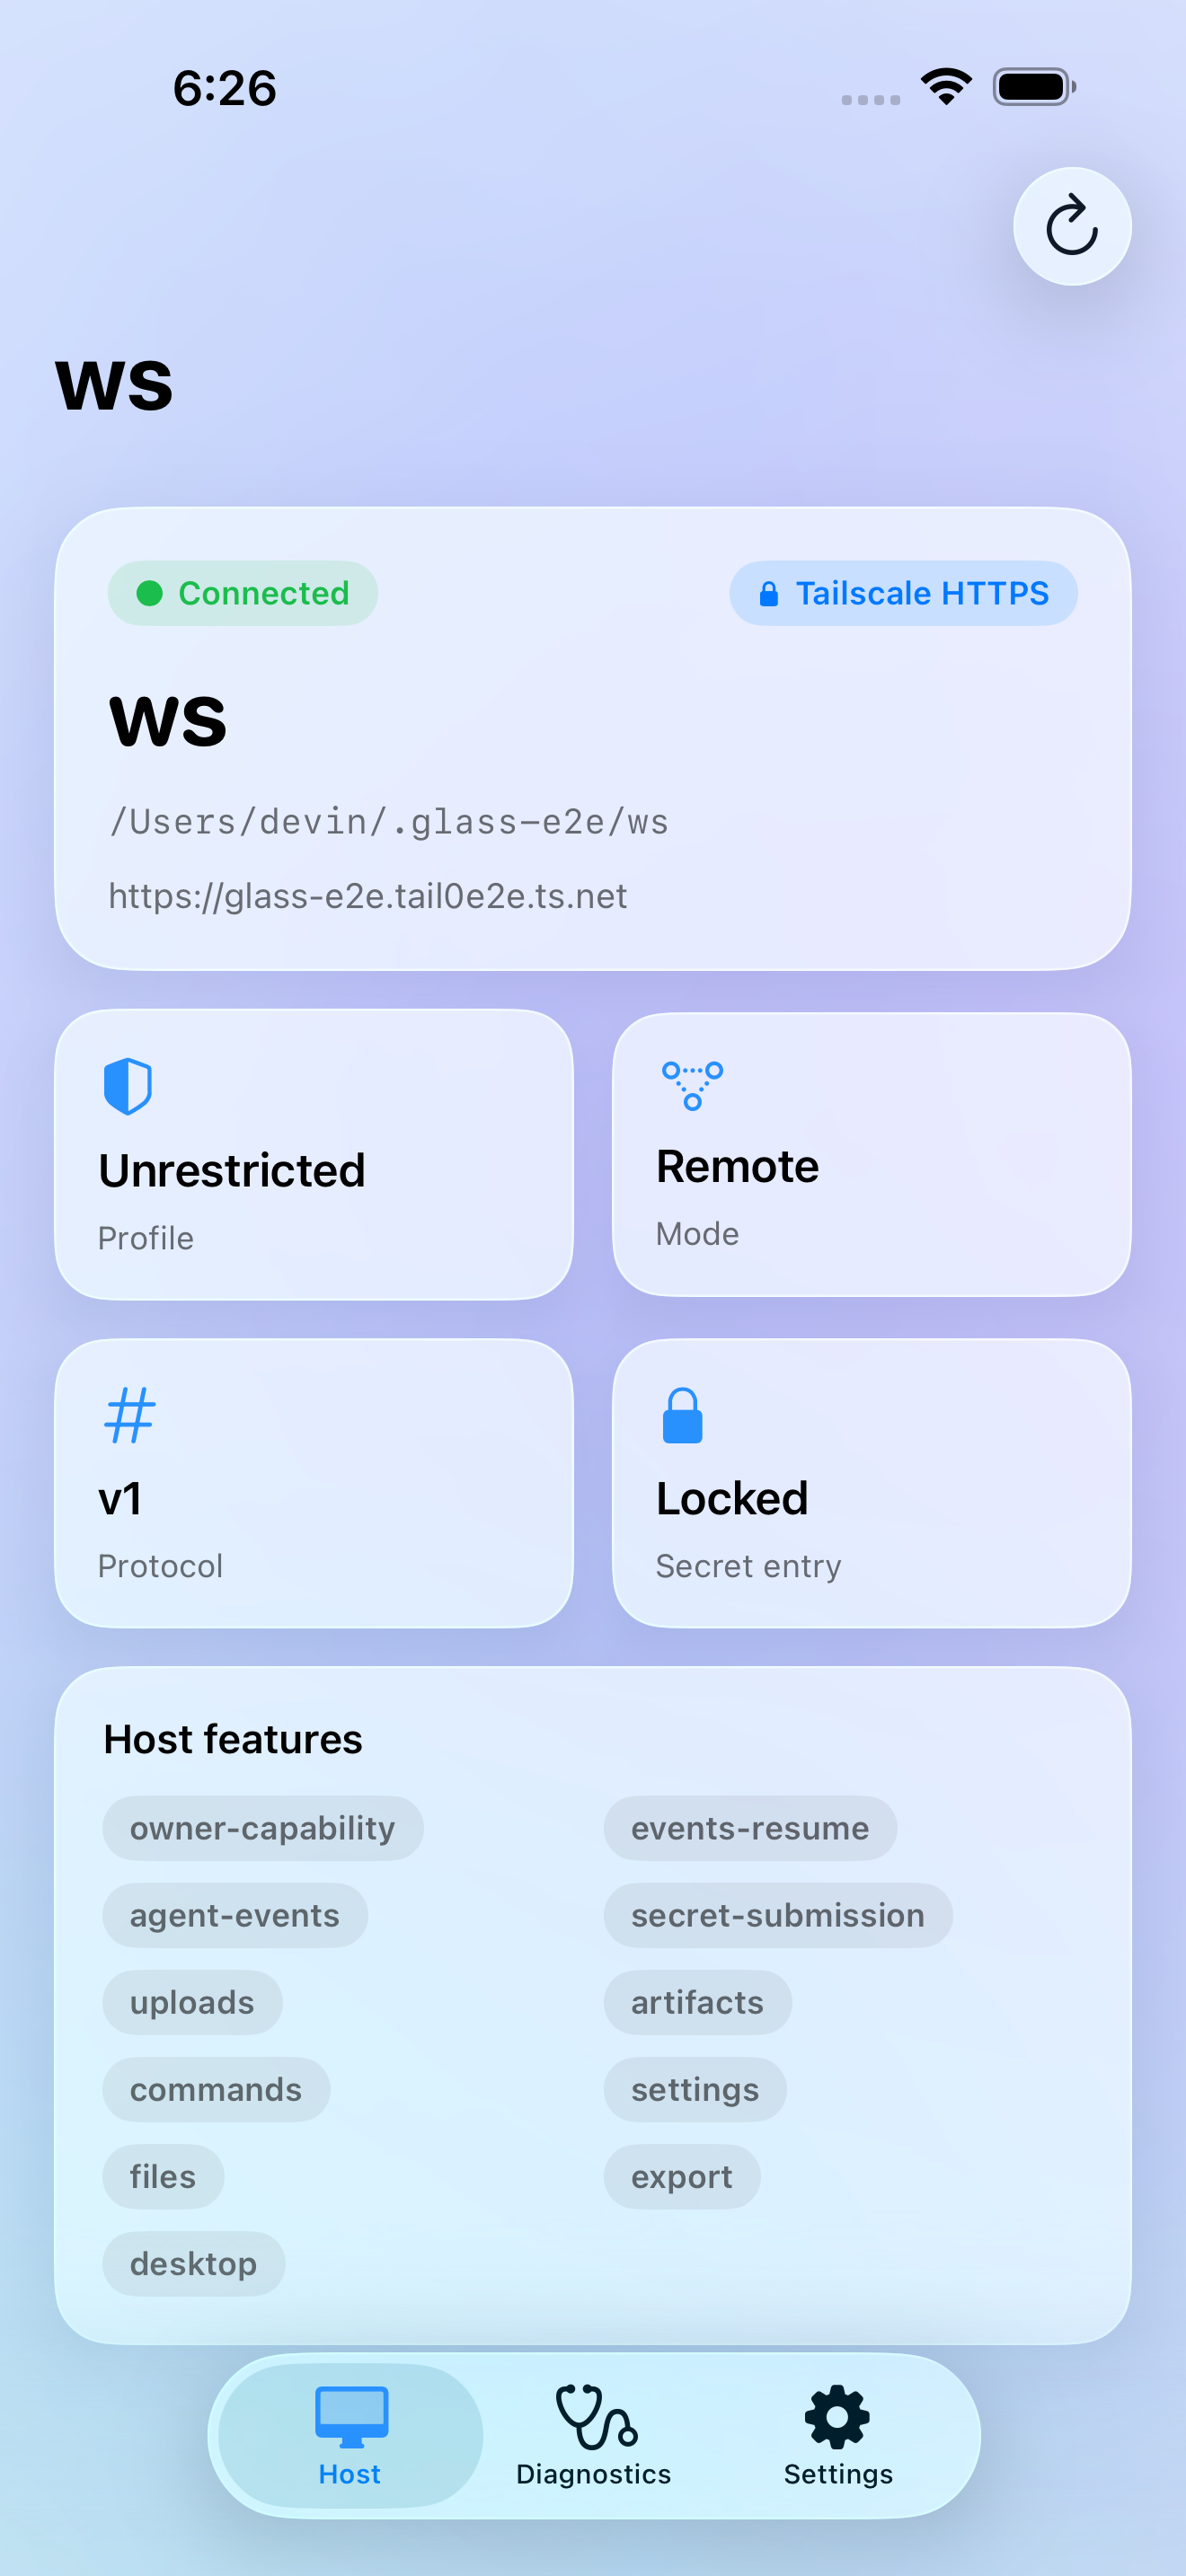 6:26
ws
Connected
Tailscale HTTPS
ws
/Users/devin/.glass-e2e/ws
https://glass-e2e.tail0e2e.ts.net
Unrestricted
Profile
Remote
Mode
v1
Protocol
Locked
Secret entry
Host features
owner-capability
events-resume
agent-events
secret-submission
uploads
artifacts
commands
settings
files
export
desktop
Host
Diagnostics
Settings